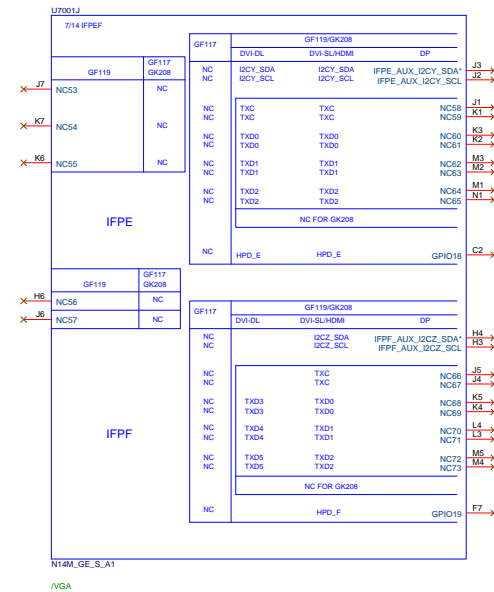 U7001J
7/14 IFPEF
GF119 GF117 GK208
J7 NC53 NC
K7 NC54 NC
K6 NC55 NC
IFPE
GF117 GF119/GK208
DVI-DL DVI-SL/HDMI DP
NC I2CY_SDA I2CY_SDA IFPE_AUX_I2CY_SDA* J3
NC I2CY_SCL I2CY_SCL IFPE_AUX_I2CY_SCL J2
NC TXC TXC NC58 J1
NC TXC TXC NC59 K1
NC TXD0 TXD0 NC60 K3
NC TXD0 TXD0 NC61 K2
NC TXD1 TXD1 NC62 M3
NC TXD1 TXD1 NC63 M2
NC TXD2 TXD2 NC64 M1
NC TXD2 TXD2 NC65 N1
NC FOR GK208
NC HPD_E HPD_E GPIO18 C2
GF119 GF117 GK208
H6 NC56 NC
J6 NC57 NC
IFPF
GF117 GF119/GK208
DVI-DL DVI-SL/HDMI DP
NC I2CZ_SDA IFPF_AUX_I2CZ_SDA* H4
NC I2CZ_SCL IFPF_AUX_I2CZ_SCL H3
NC TXC NC66 J5
NC TXC NC67 J4
NC TXD3 TXD0 NC68 K5
NC TXD3 TXD0 NC69 K4
NC TXD4 TXD1 NC70 L4
NC TXD4 TXD1 NC71 L3
NC TXD5 TXD2 NC72 M5
NC TXD5 TXD2 NC73 M4
NC FOR GK208
NC HPD_F GPIO19 F7
N14M_GE_S_A1
/VGA